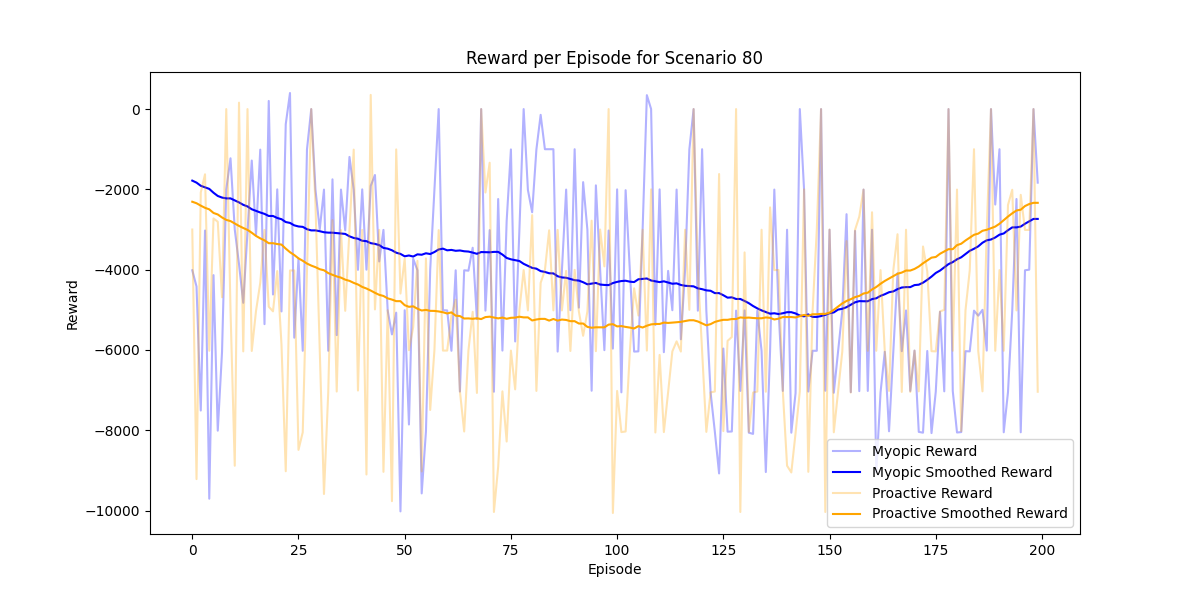 Reward per Episode for Scenario 80
Reward
0
−2000
−4000
−6000
−8000
−10000
0 25 50 75 100 125 150 175 200
Episode
Myopic Reward
Myopic Smoothed Reward
Proactive Reward
Proactive Smoothed Reward